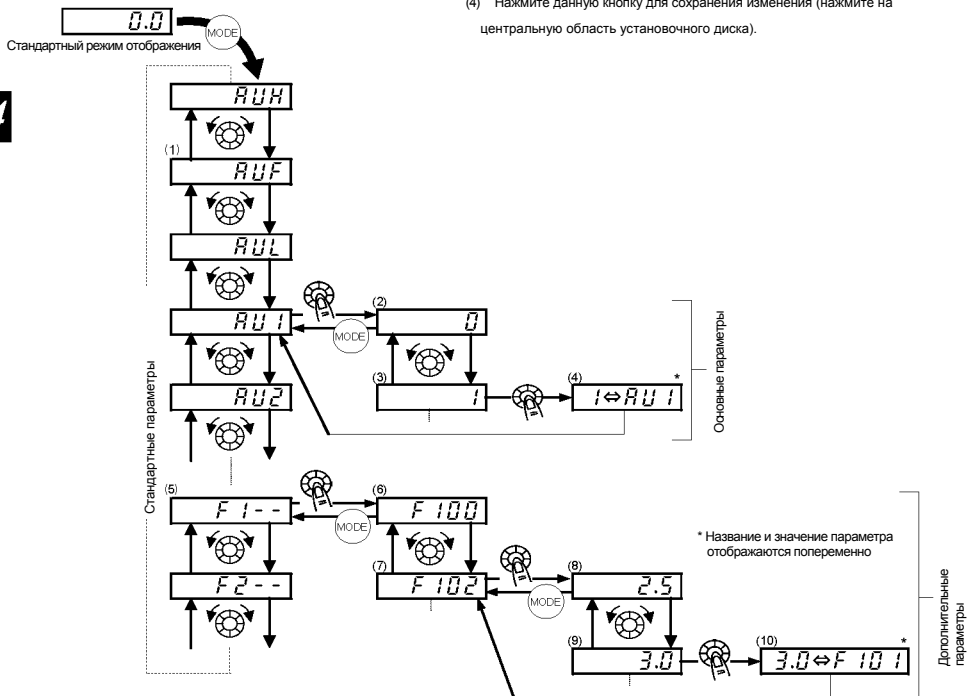 (4) Нажмите данную кнопку для сохранения изменения (нажмите на
центральную область установочного диска).
0.0
MODE
Стандартный режим отображения
4
AUH
(1)
AUF
AUL
AU1
MODE
(2)
0
(3)
1
(4)
*
1⇔AU1
AU2
Основные параметры
Стандартные параметры
(5)
F1--
MODE
(6)
F100
* Название и значение параметра
отображаются попеременно
F2--
(7)
F102
MODE
(8)
2.5
(9)
3.0
(10)
*
3.0⇔F101
Дополнительные
параметры